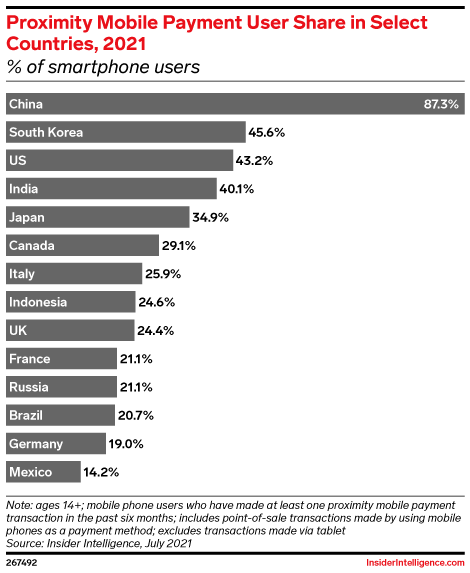 Proximity Mobile Payment User Share in Select
Countries, 2021
% of smartphone users
China 87.3%
South Korea 45.6%
US 43.2%
India 40.1%
Japan 34.9%
Canada 29.1%
Italy 25.9%
Indonesia 24.6%
UK 24.4%
France 21.1%
Russia 21.1%
Brazil 20.7%
Germany 19.0%
Mexico 14.2%
Note: ages 14+; mobile phone users who have made at least one proximity mobile payment
transaction in the past six months; includes point-of-sale transactions made by using mobile
phones as a payment method; excludes transactions made via tablet
Source: Insider Intelligence, July 2021
267492 InsiderIntelligence.com